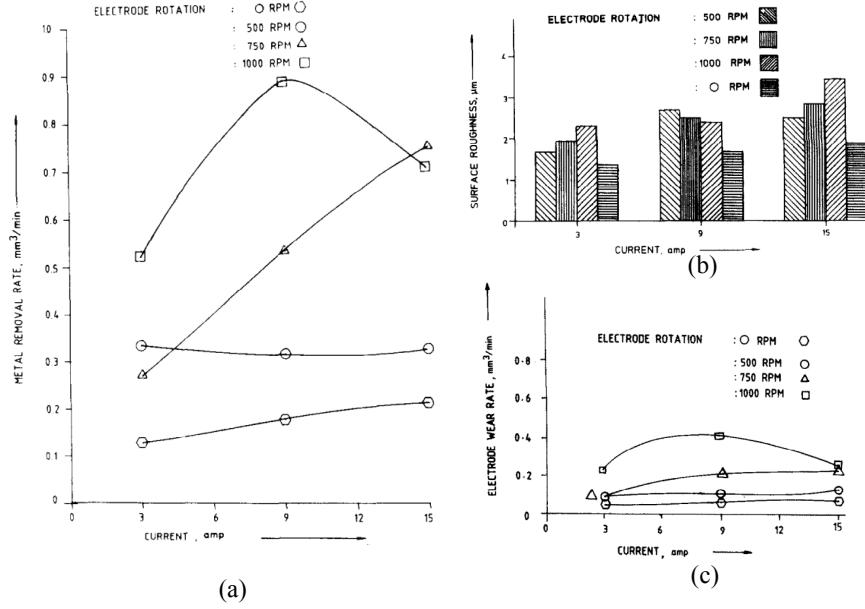 ELECTRODE ROTATION : O RPM
: 500 RPM
: 750 RPM
: 1000 RPM
METAL REMOVAL RATE, mm³/min
1.0
0.9
0.8
0.7
0.6
0.5
0.4
0.3
0.2
0.1
0
0 3 6 9 12 15
CURRENT, amp
(a)
ELECTRODE ROTATION : 500 RPM
: 750 RPM
: 1000 RPM
: O RPM
SURFACE ROUGHNESS, µm
4
2
1
0
3 9 15
CURRENT, amp
(b)
ELECTRODE ROTATION : O RPM
: 500 RPM
: 750 RPM
: 1000 RPM
ELECTRODE WEAR RATE, mm³/min
0.8
0.6
0.4
0.2
0
0 3 6 9 12 15
CURRENT, amp
(c)